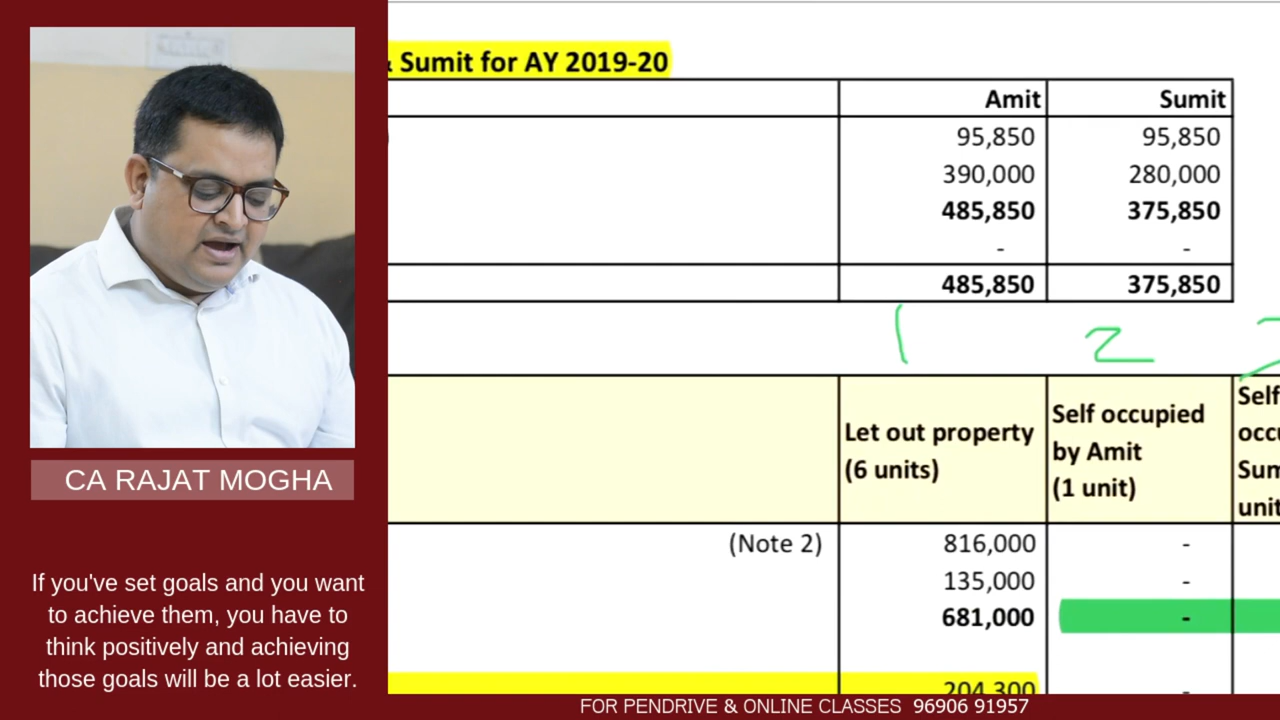 & Sumit for AY 2019-20
Amit Sumit
95,850 95,850
390,000 280,000
485,850 375,850
- -
485,850 375,850
1 2
Let out property
(6 units)
Self occupied
by Amit
(1 unit)
Self
occu
Sum
unit
(Note 2) 816,000 -
135,000 -
681,000 -
204,300 -
CA RAJAT MOGHA
If you've set goals and you want
to achieve them, you have to
think positively and achieving
those goals will be a lot easier.
FOR PENDRIVE & ONLINE CLASSES 96906 91957